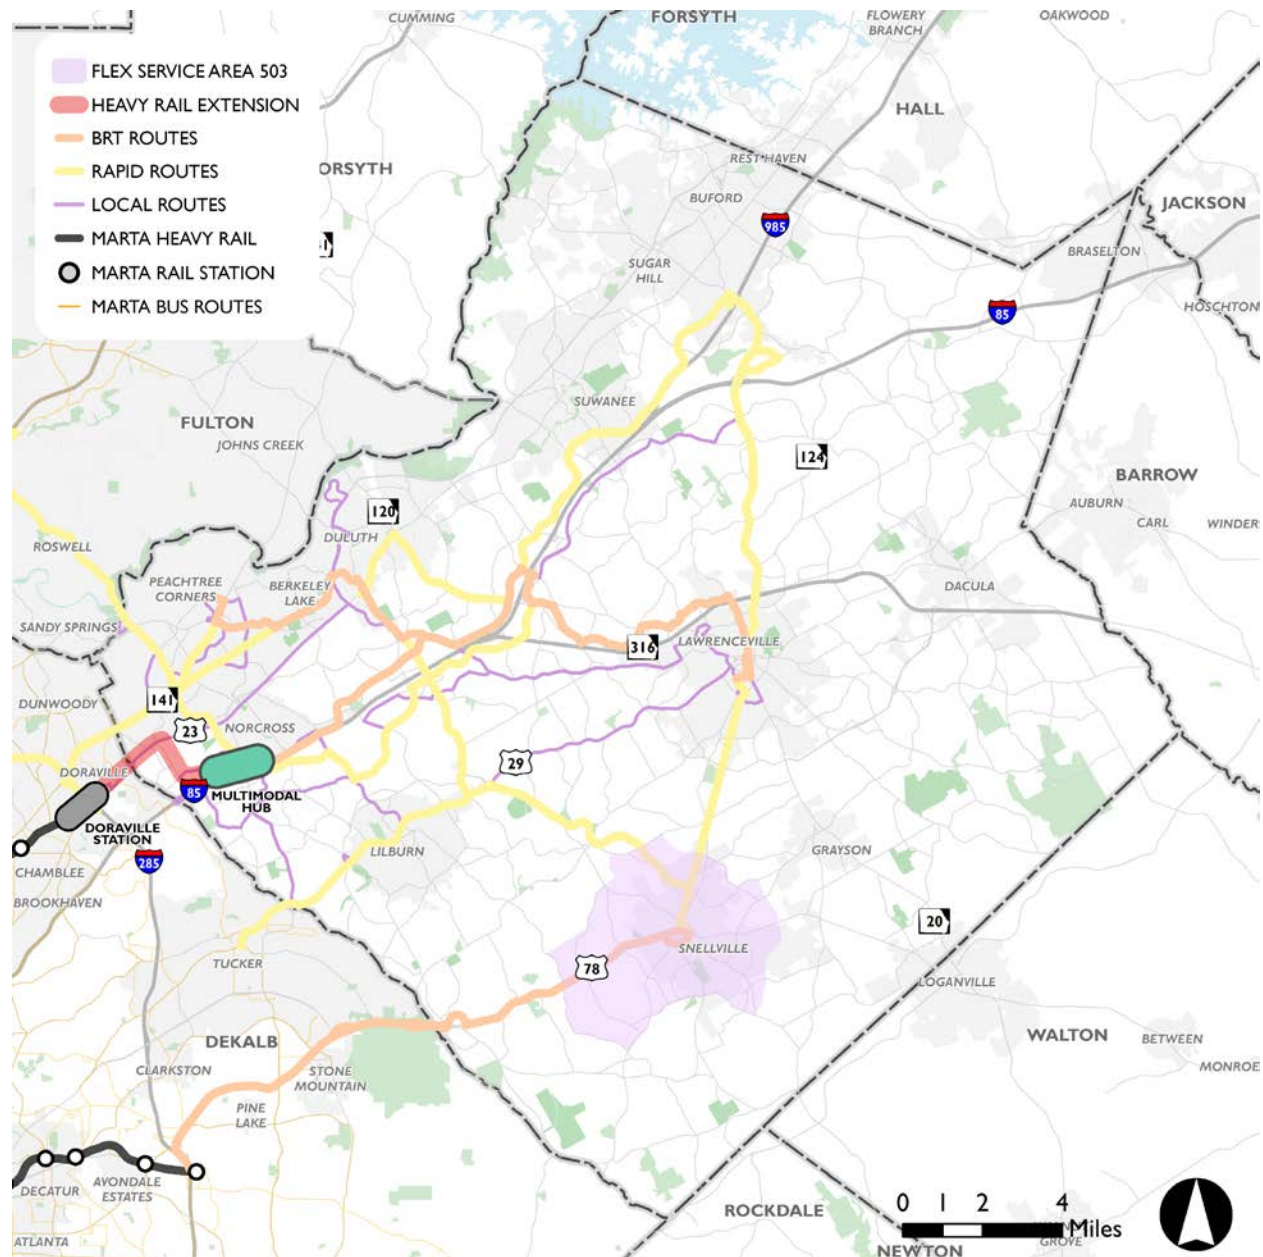 CUMMING
FORSYTH
FLOWERY
BRANCH
OAKWOOD
FLEX SERVICE AREA 503
HEAVY RAIL EXTENSION
BRT ROUTES
RAPID ROUTES
LOCAL ROUTES
MARTA HEAVY RAIL
MARTA RAIL STATION
MARTA BUS ROUTES
HALL
ORSYTH
REST HAVEN
BUFORD
985
JACKSON
BRASELTON
SUGAR
HILL
HOSCHTON
85
SUWANEE
FULTON
JOHNS CREEK
124
BARROW
AUBURN
CARL
WINDER
120
DULUTH
ROSWELL
PEACHTREE
CORNERS
BERKELEY
LAKE
DACULA
SANDY SPRINGS
316
LAWRENCEVILLE
DUNWOODY
141
23
NORCROSS
DORAVILLE
29
85
MULTIMODAL
HUB
DORAVILLE
STATION
285
CHAMBLEE
LILBURN
GRAYSON
BROOKHAVEN
20
SNELLVILLE
TUCKER
78
LOGANVILLE
DEKALB
WALTON
BETWEEN
CLARKSTON
STONE
MOUNTAIN
MONROE
PINE
LAKE
DECATUR
AVONDALE
ESTATES
ROCKDALE
0 1 2 4
Miles
GROVE
ATLANTA
NEWTON